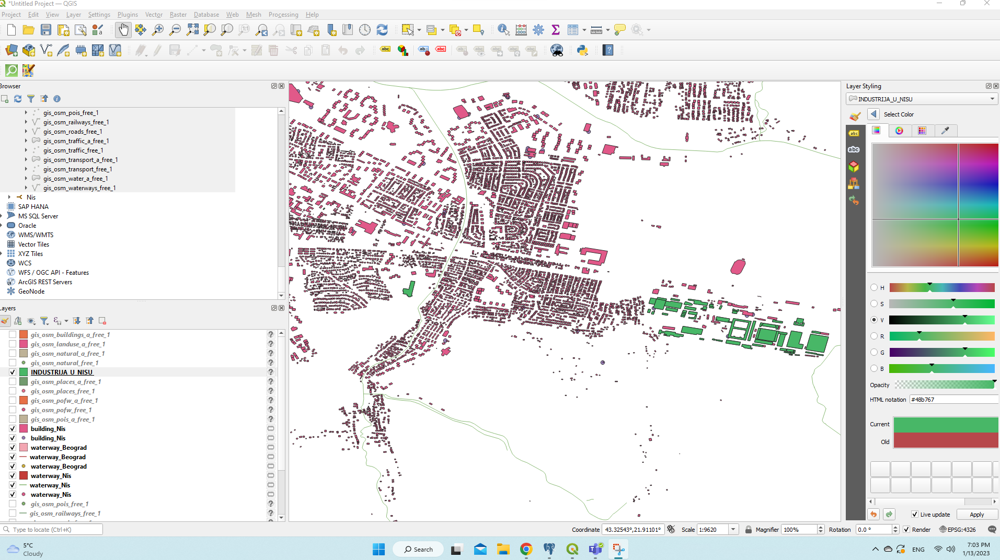 *Untitled Project — QGIS
Project Edit View Layer Settings Plugins Vector Raster Database Web Mesh Processing Help
Browser
gis_osm_pois_free_1
gis_osm_railways_free_1
gis_osm_roads_free_1
gis_osm_traffic_a_free_1
gis_osm_traffic_free_1
gis_osm_transport_a_free_1
gis_osm_transport_free_1
gis_osm_water_a_free_1
gis_osm_waterways_free_1
Nis
SAP HANA
MS SQL Server
Oracle
WMS/WMTS
Vector Tiles
XYZ Tiles
WCS
WFS / OGC API - Features
ArcGIS REST Servers
GeoNode
Layers
gis_osm_buildings_a_free_1
gis_osm_landuse_a_free_1
gis_osm_natural_a_free_1
gis_osm_natural_free_1
INDUSTRIJA_U_NISU
gis_osm_places_a_free_1
gis_osm_places_free_1
gis_osm_pofw_a_free_1
gis_osm_pofw_free_1
gis_osm_pois_a_free_1
building_Nis
building_Nis
waterway_Beograd
waterway_Beograd
waterway_Beograd
waterway_Nis
waterway_Nis
waterway_Nis
gis_osm_pois_free_1
gis_osm_railways_free_1
Layer Styling
INDUSTRIJA_U_NISU
Select Color
H
S
V
R
G
B
Opacity
HTML notation #48b767
Current
Old
Live update Apply
Type to locate (Ctrl+K)
Coordinate 43.32543°,21.91101° Scale 1:9620 Magnifier 100% Rotation 0.0 ° Render EPSG:4326
5°C
Cloudy
Search
ENG
7:03 PM
1/13/2023